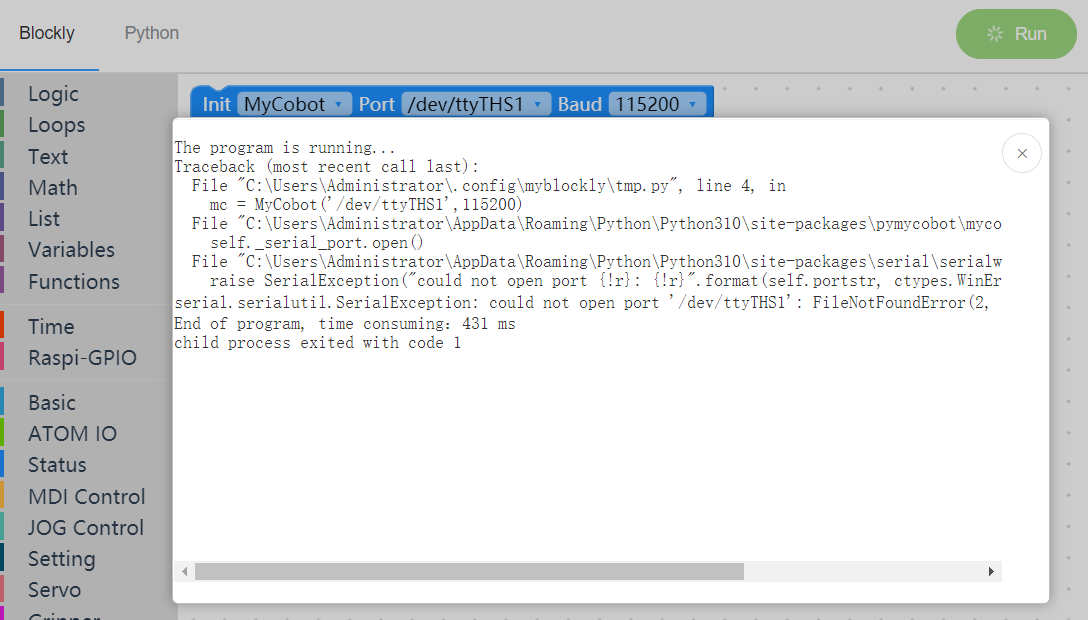 Blockly
Python
Run
Logic
Loops
Text
Math
List
Variables
Functions
Time
Raspi-GPIO
Basic
ATOM IO
Status
MDI Control
JOG Control
Setting
Servo
Gripper
Init MyCobot Port /dev/ttyTHS1 Baud 115200
The program is running...
Traceback (most recent call last):
  File "C:\Users\Administrator\.config\myblockly\tmp.py", line 4, in
    mc = MyCobot('/dev/ttyTHS1',115200)
  File "C:\Users\Administrator\AppData\Roaming\Python\Python310\site-packages\pymycobot\myco
    self._serial_port.open()
  File "C:\Users\Administrator\AppData\Roaming\Python\Python310\site-packages\serial\serialw
    raise SerialException("could not open port {!r}: {!r}".format(self.portstr, ctypes.WinEr
serial.serialutil.SerialException: could not open port '/dev/ttyTHS1': FileNotFoundError(2,
End of program, time consuming: 431 ms
child process exited with code 1